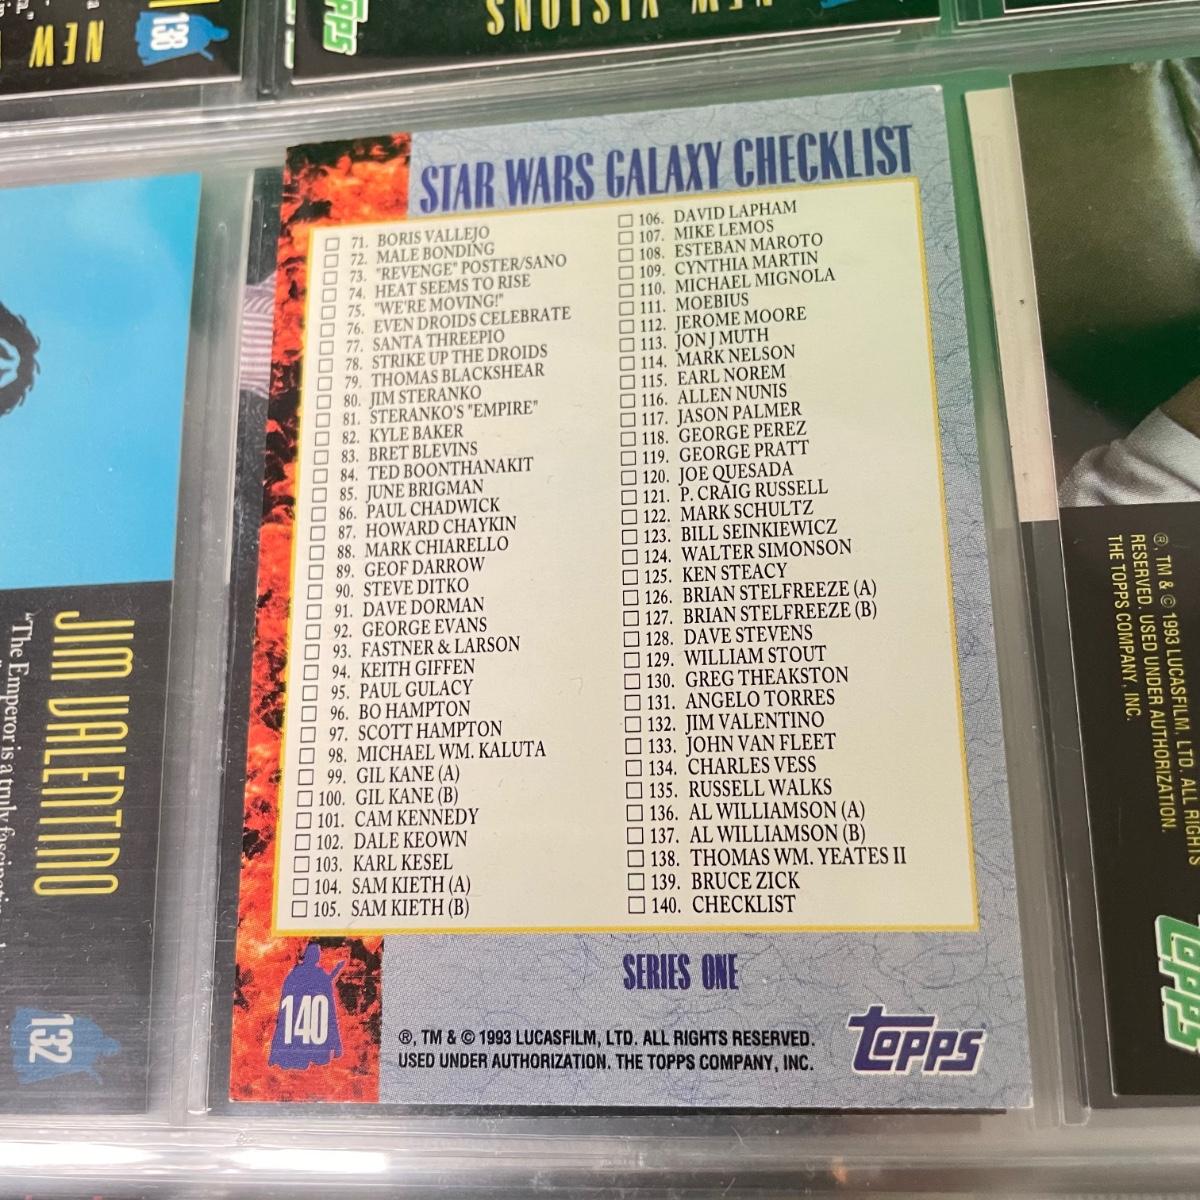 NEW
138
TOPPS
NEW VISIONS
TOPPS
STAR WARS GALAXY CHECKLIST
71. BORIS VALLEJO
72. MALE BONDING
73. "REVENGE" POSTER/SANO
74. HEAT SEEMS TO RISE
75. "WE'RE MOVING!"
76. EVEN DROIDS CELEBRATE
77. SANTA THREEPIO
78. STRIKE UP THE DROIDS
79. THOMAS BLACKSHEAR
80. JIM STERANKO
81. STERANKO'S "EMPIRE"
82. KYLE BAKER
83. BRET BLEVINS
84. TED BOONTHANAKIT
85. JUNE BRIGMAN
86. PAUL CHADWICK
87. HOWARD CHAYKIN
88. MARK CHIARELLO
89. GEOF DARROW
90. STEVE DITKO
91. DAVE DORMAN
92. GEORGE EVANS
93. FASTNER & LARSON
94. KEITH GIFFEN
95. PAUL GULACY
96. BO HAMPTON
97. SCOTT HAMPTON
98. MICHAEL WM. KALUTA
99. GIL KANE (A)
100. GIL KANE (B)
101. CAM KENNEDY
102. DALE KEOWN
103. KARL KESEL
104. SAM KIETH (A)
105. SAM KIETH (B)
106. DAVID LAPHAM
107. MIKE LEMOS
108. ESTEBAN MAROTO
109. CYNTHIA MARTIN
110. MICHAEL MIGNOLA
111. MOEBIUS
112. JEROME MOORE
113. JON J MUTH
114. MARK NELSON
115. EARL NOREM
116. ALLEN NUNIS
117. JASON PALMER
118. GEORGE PEREZ
119. GEORGE PRATT
120. JOE QUESADA
121. P. CRAIG RUSSELL
122. MARK SCHULTZ
123. BILL SEINKIEWICZ
124. WALTER SIMONSON
125. KEN STEACY
126. BRIAN STELFREEZE (A)
127. BRIAN STELFREEZE (B)
128. DAVE STEVENS
129. WILLIAM STOUT
130. GREG THEAKSTON
131. ANGELO TORRES
132. JIM VALENTINO
133. JOHN VAN FLEET
134. CHARLES VESS
135. RUSSELL WALKS
136. AL WILLIAMSON (A)
137. AL WILLIAMSON (B)
138. THOMAS WM. YEATES II
139. BRUCE ZICK
140. CHECKLIST
SERIES ONE
140
®, TM & © 1993 LUCASFILM, LTD. ALL RIGHTS RESERVED.
USED UNDER AUTHORIZATION. THE TOPPS COMPANY, INC.
TOPPS
JIM VALENTINO
"The Emperor is a truly
132
®, TM & © 1993 LUCASFILM, LTD. ALL RIGHTS
RESERVED. USED UNDER AUTHORIZATION.
THE TOPPS COMPANY, INC.
TOPPS